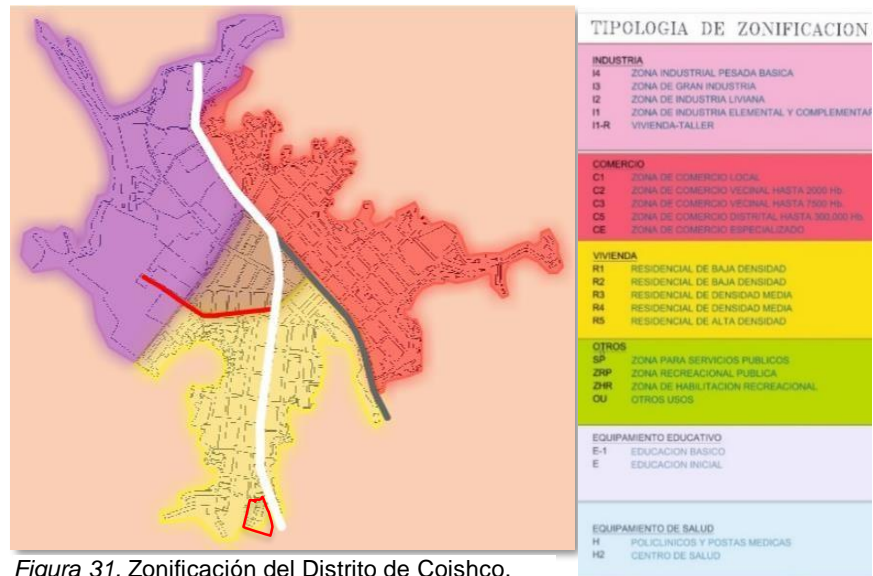 TIPOLOGIA DE ZONIFICACION
INDUSTRIA
I4 ZONA INDUSTRIAL PESADA BASICA
I3 ZONA DE GRAN INDUSTRIA
I2 ZONA DE INDUSTRIA LIVIANA
I1 ZONA DE INDUSTRIA ELEMENTAL Y COMPLEMENTAR
I1-R VIVIENDA-TALLER
COMERCIO
C1 ZONA DE COMERCIO LOCAL
C2 ZONA DE COMERCIO VECINAL HASTA 2000 Hb.
C3 ZONA DE COMERCIO VECINAL HASTA 7500 Hb.
C5 ZONA DE COMERCIO DISTRITAL HASTA 300,000 Hb.
CE ZONA DE COMERCIO ESPECIALIZADO
VIVIENDA
R1 RESIDENCIAL DE BAJA DENSIDAD
R2 RESIDENCIAL DE BAJA DENSIDAD
R3 RESIDENCIAL DE DENSIDAD MEDIA
R4 RESIDENCIAL DE DENSIDAD MEDIA
R5 RESIDENCIAL DE ALTA DENSIDAD
OTROS
SP ZONA PARA SERVICIOS PUBLICOS
ZRP ZONA RECREACIONAL PUBLICA
ZHR ZONA DE HABILITACION RECREACIONAL
OU OTROS USOS
EQUIPAMIENTO EDUCATIVO
E-1 EDUCACION BASICO
E EDUCACION INICIAL
EQUIPAMIENTO DE SALUD
H POLICLINICOS Y POSTAS MEDICAS
H2 CENTRO DE SALUD
Figura 31. Zonificación del Distrito de Coishco.